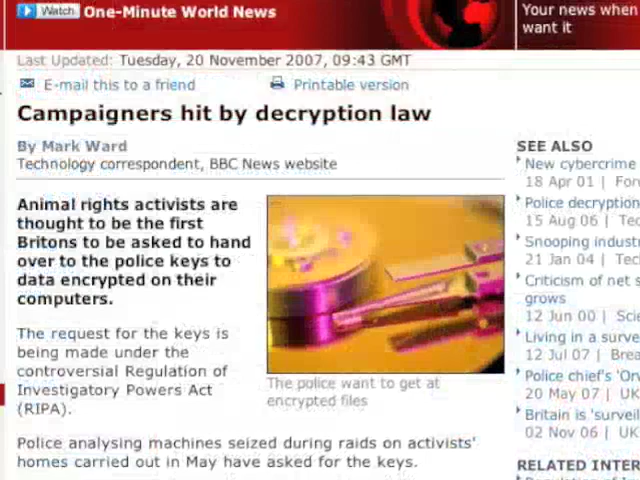 Watch One-Minute World News
Your news when
want it
Last Updated: Tuesday, 20 November 2007, 09:43 GMT
E-mail this to a friend
Printable version
Campaigners hit by decryption law
By Mark Ward
Technology correspondent, BBC News website
Animal rights activists are
thought to be the first
Britons to be asked to hand
over to the police keys to
data encrypted on their
computers.
The police want to get at
encrypted files
The request for the keys is
being made under the
controversial Regulation of
Investigatory Powers Act
(RIPA).
Police analysing machines seized during raids on activists'
homes carried out in May have asked for the keys.
SEE ALSO
New cybercrime
18 Apr 01 | For
Police decryption
15 Aug 06 | Tec
Snooping indust
21 Jan 04 | Tec
Criticism of net s
grows
12 Jun 00 | Scie
Living in a surve
12 Jul 07 | Brea
Police chief's 'Orv
20 May 07 | UK
Britain is 'surveil
02 Nov 06 | UK
RELATED INTER